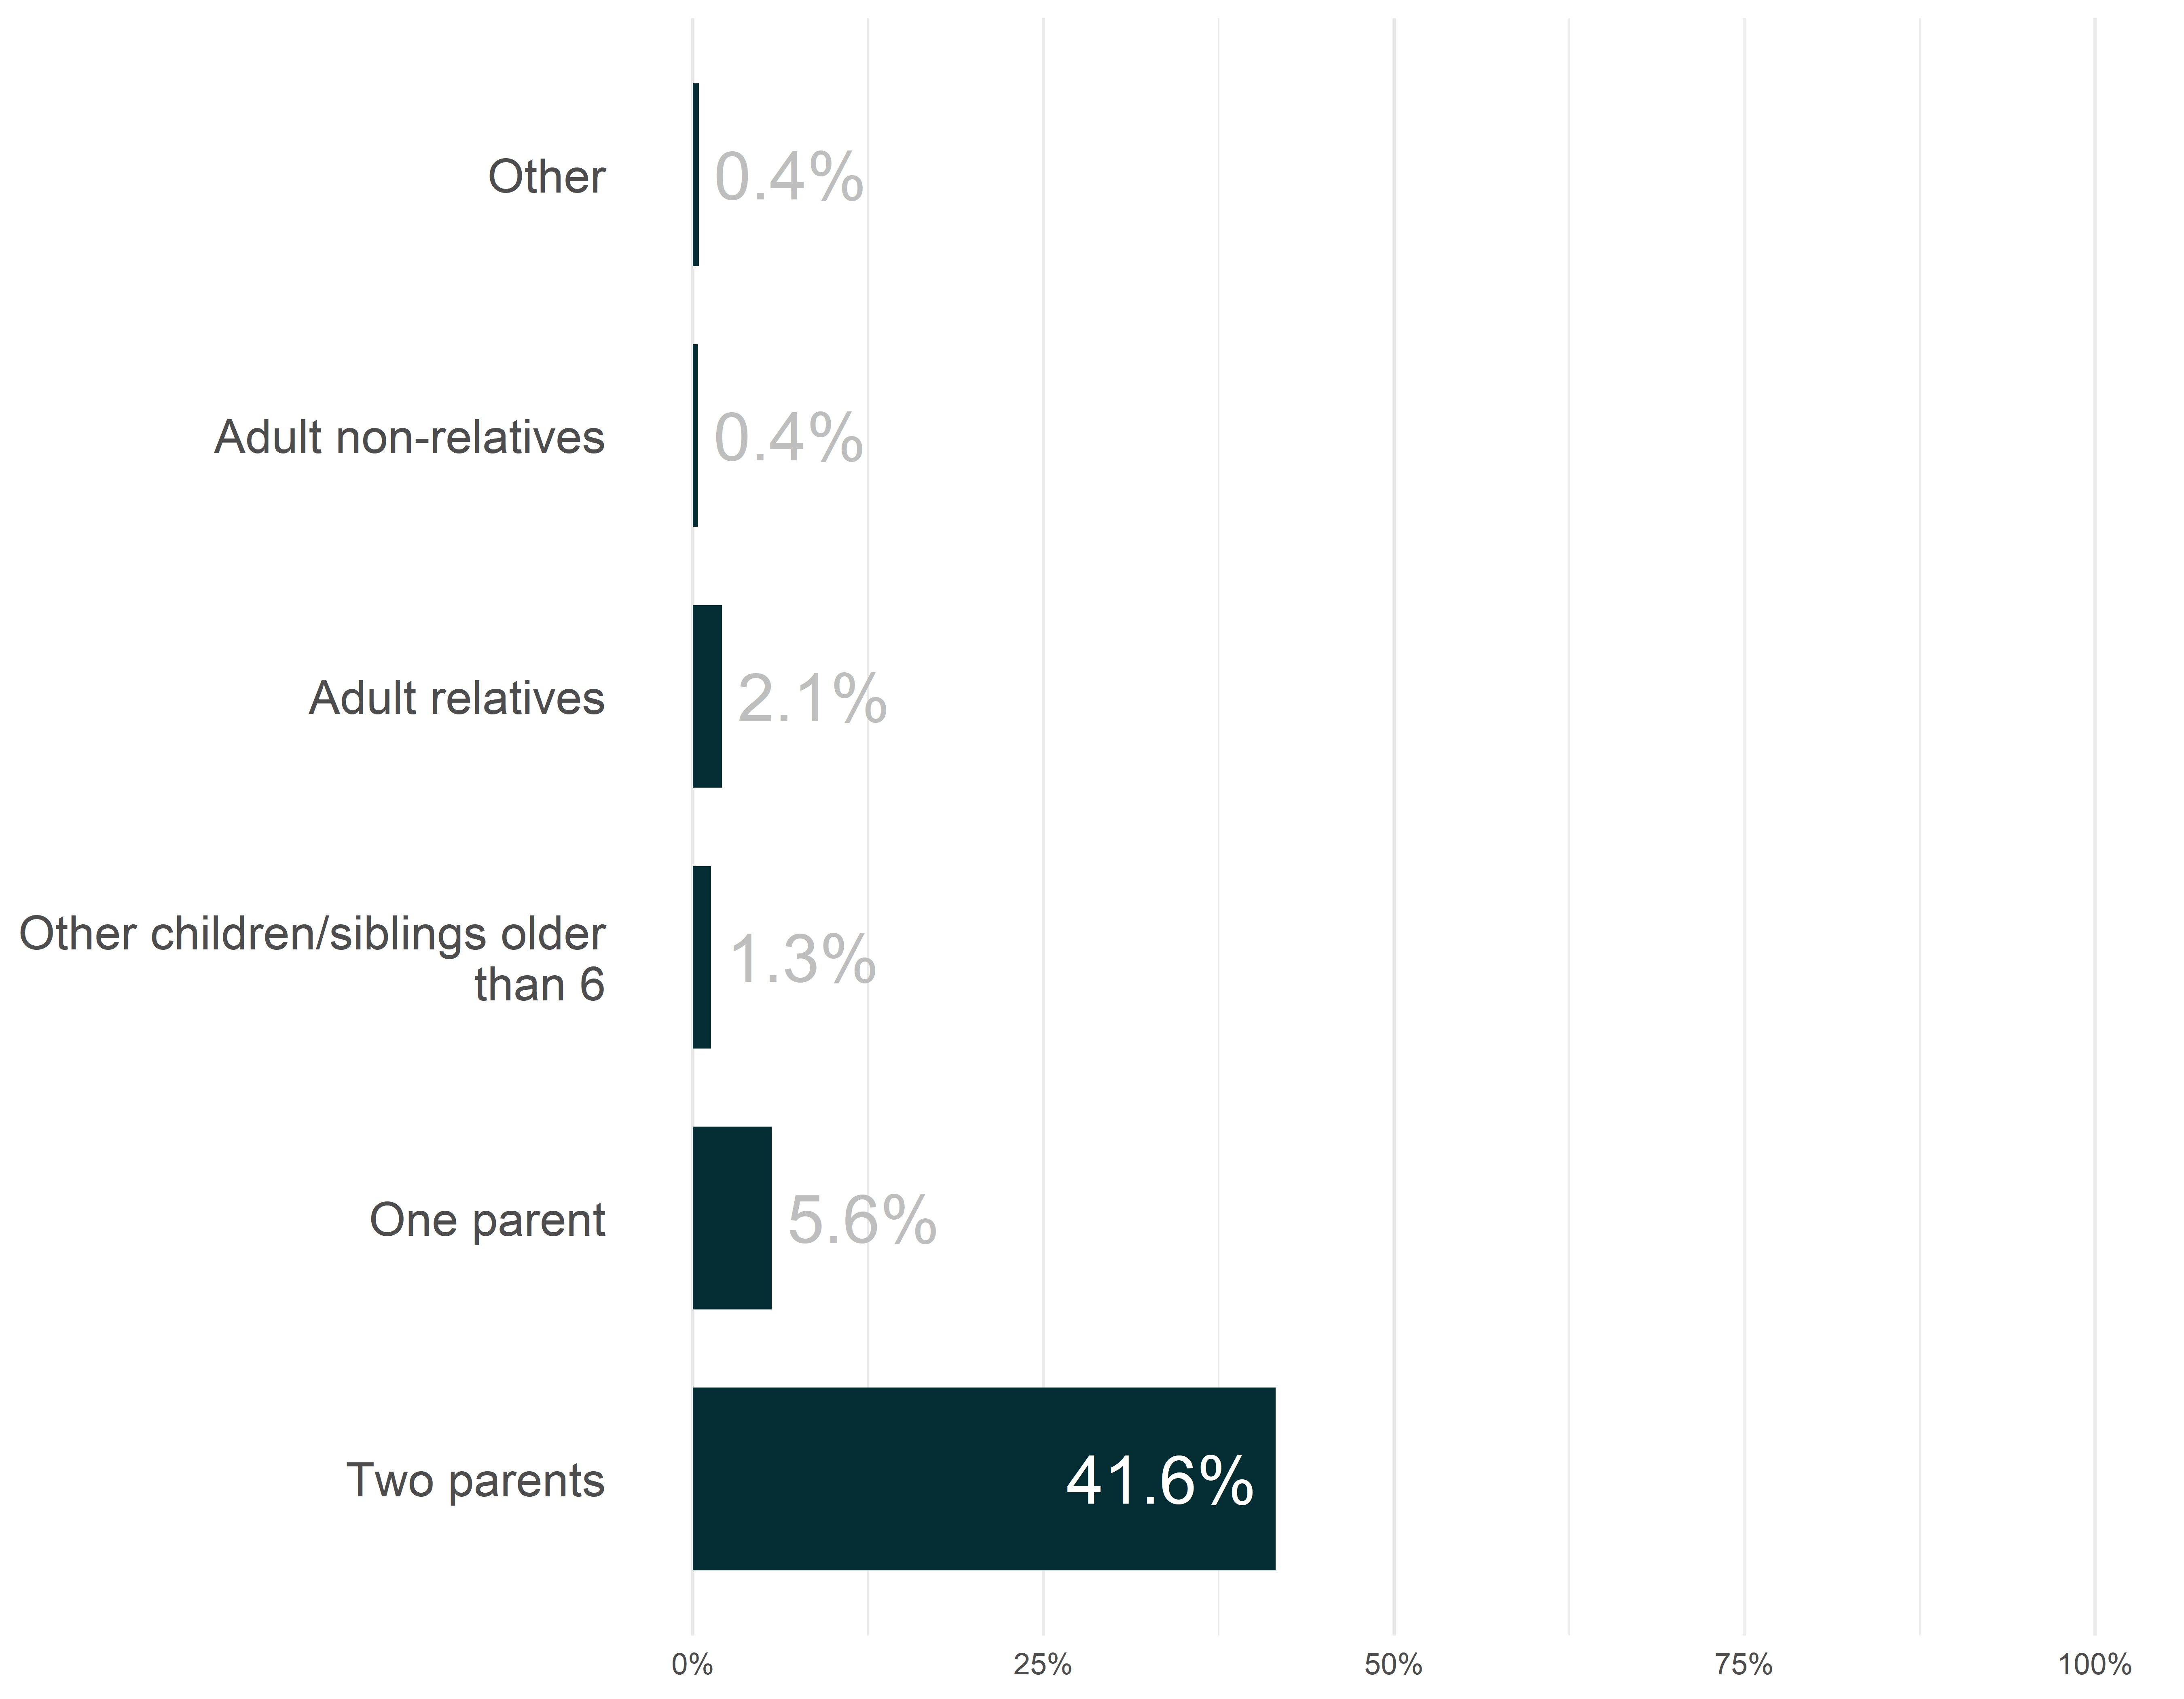 Other
0.4%
Adult non-relatives
0.4%
Adult relatives
2.1%
Other children/siblings older
than 6
1.3%
One parent
5.6%
Two parents
41.6%
0% 25% 50% 75% 100%